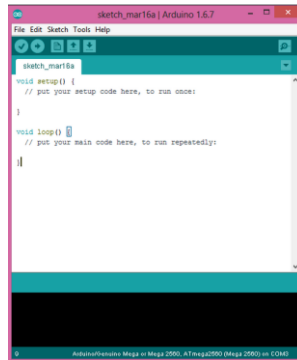 sketch_mar16a | Arduino 1.6.7
File Edit Sketch Tools Help
sketch_mar16a
void setup() {
// put your setup code here, to run once:
}
void loop() {
// put your main code here, to run repeatedly:
}
9
Arduino/Genuino Mega or Mega 2560, ATmega2560 (Mega 2560) on COM3